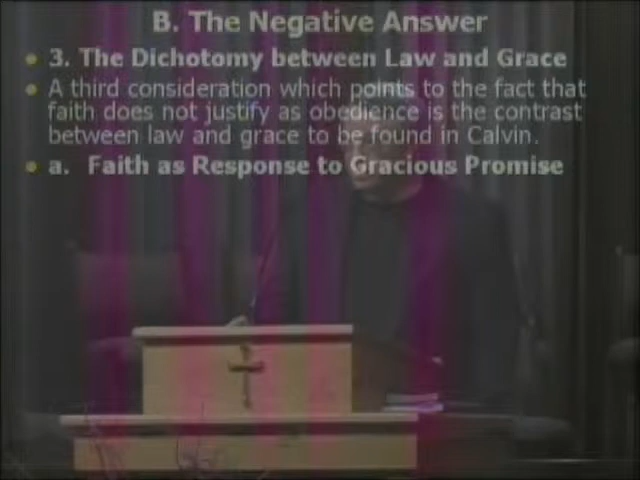 B. The Negative Answer
3. The Dichotomy between Law and Grace
A third consideration which points to the fact that
faith does not justify as obedience is the contrast
between law and grace to be found in Calvin.
a. Faith as Response to Gracious Promise